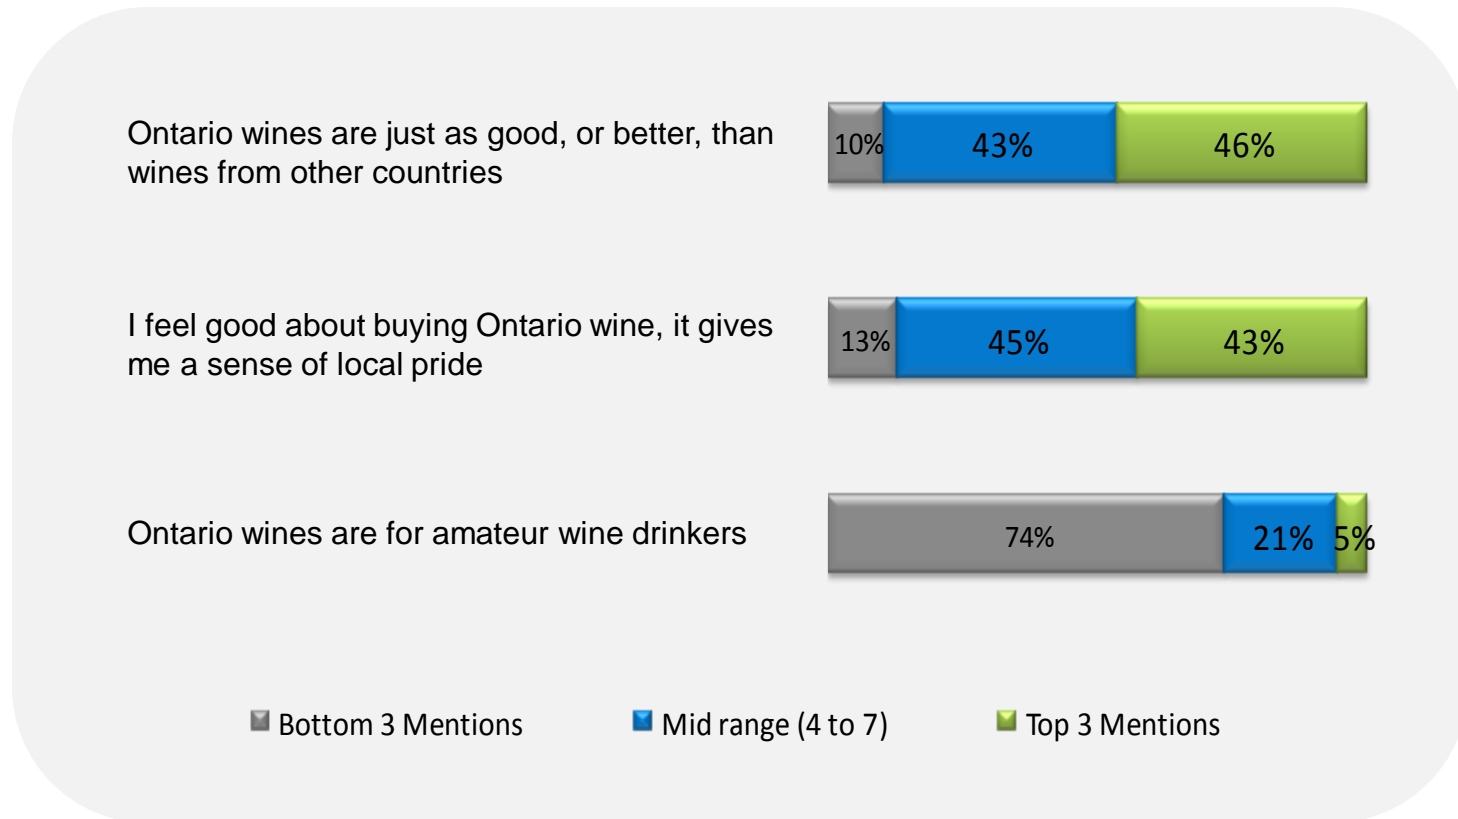 Ontario wines are just as good, or better, than
wines from other countries
10% 43% 46%
I feel good about buying Ontario wine, it gives
me a sense of local pride
13% 45% 43%
Ontario wines are for amateur wine drinkers
74% 21% 5%
Bottom 3 Mentions Mid range (4 to 7) Top 3 Mentions